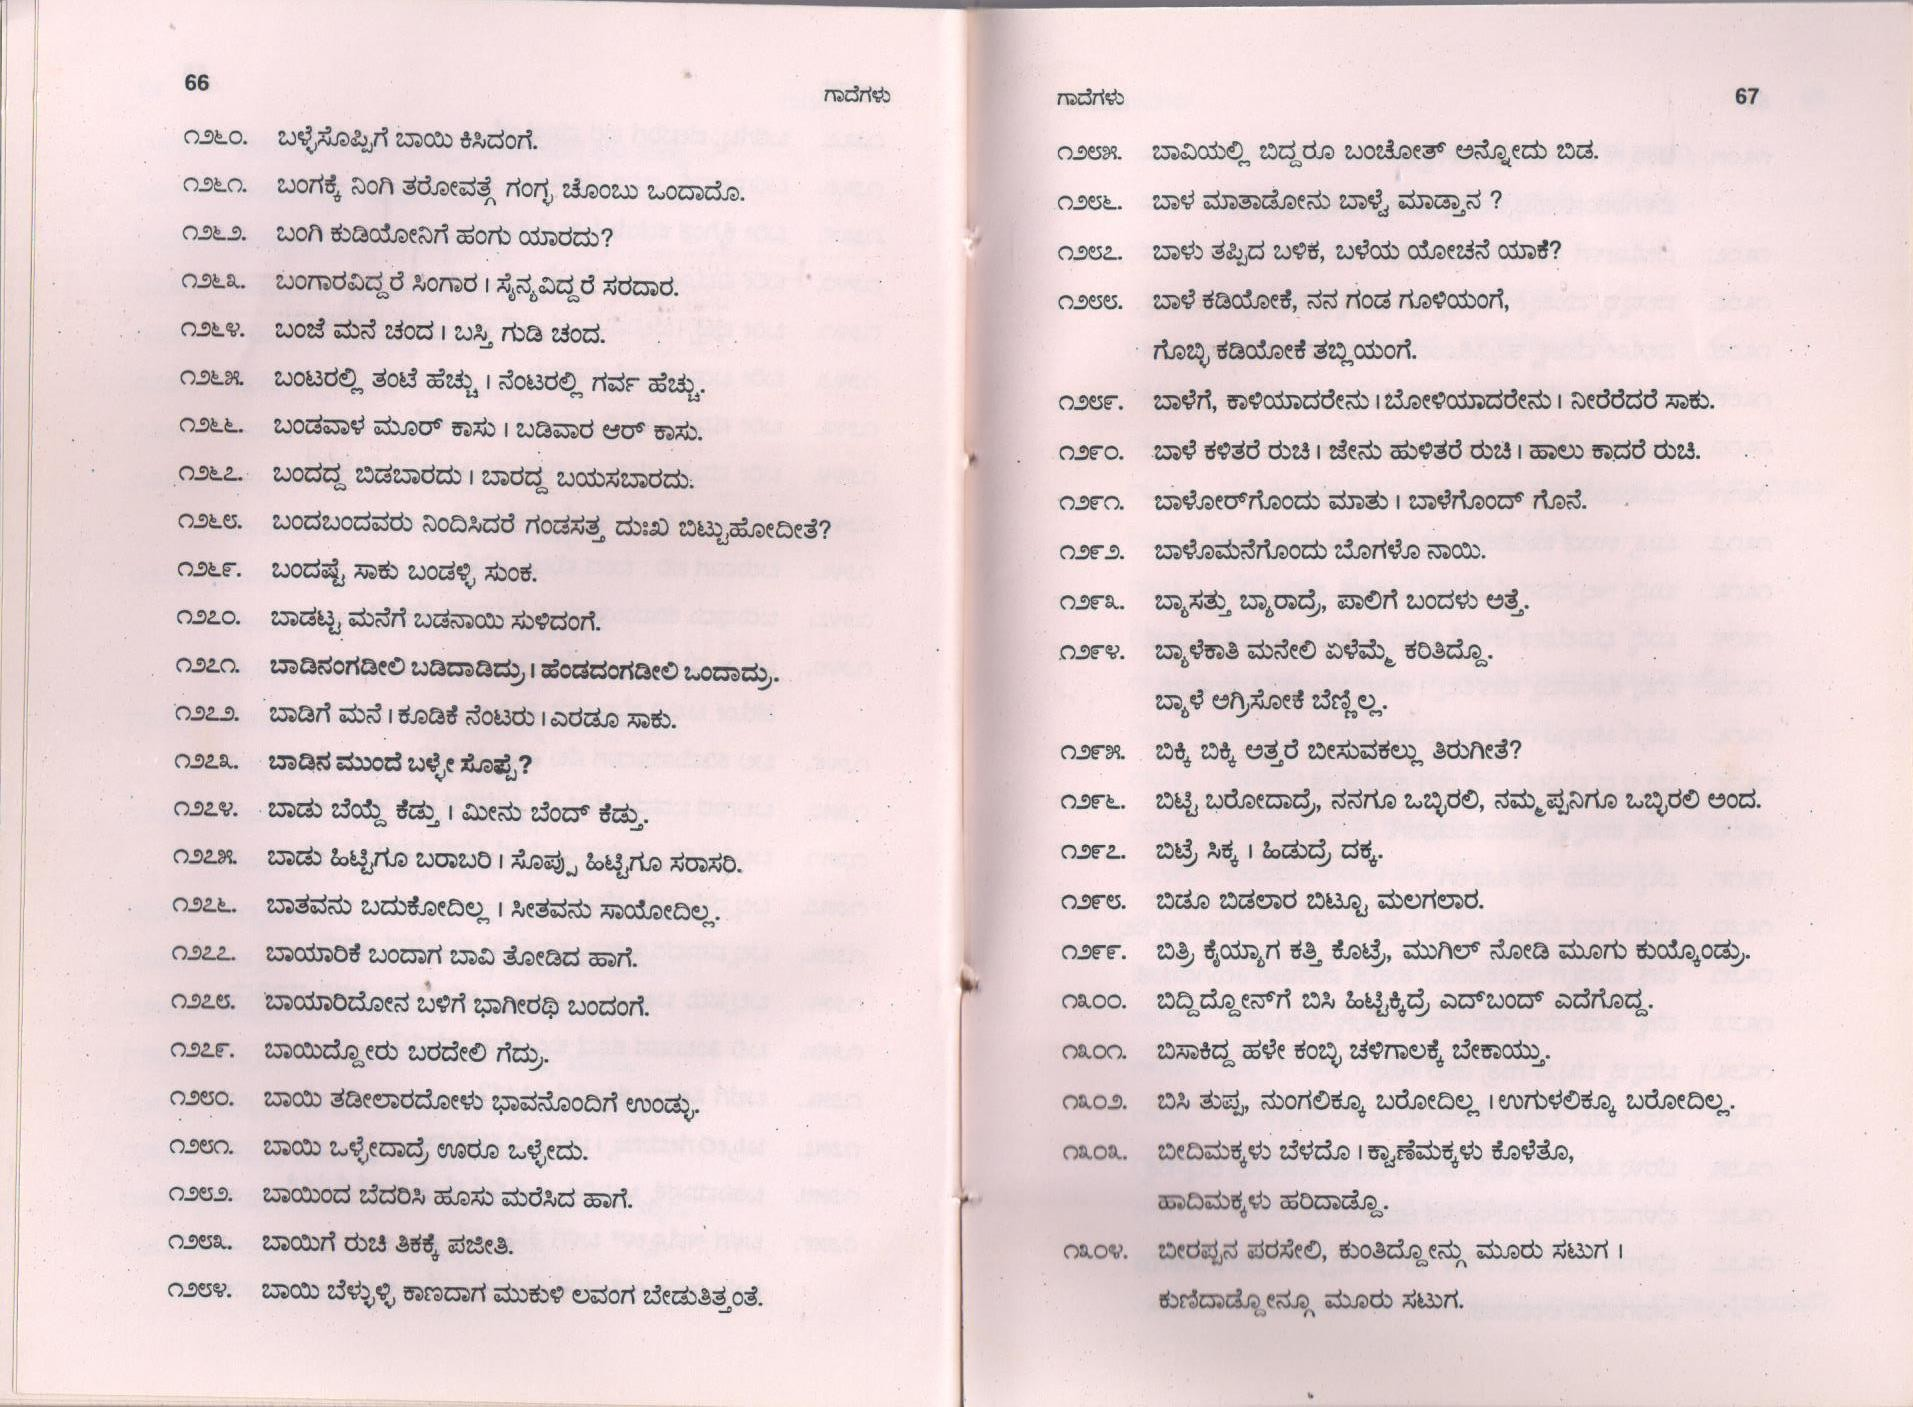 66
ಗಾದೆಗಳು
೧೨೬೦. ಬಳ್ಳೆಸೊಪ್ಪಿಗೆ ಬಾಯಿ ಕಿಸಿದಂಗೆ.
೧೨೬೧. ಬಂಗಕ್ಕೆ ನಿಂಗಿ ತರೋವತ್ಗೆ ಗಂಗ್ಳ ಚೊಂಬು ಒಂದಾದೊ.
೧೨೬೨. ಬಂಗಿ ಕುಡಿಯೋನಿಗೆ ಹಂಗು ಯಾರದು?
೧೨೬೩. ಬಂಗಾರವಿದ್ದರೆ ಸಿಂಗಾರ । ಸೈನ್ಯವಿದ್ದರೆ ಸರದಾರ.
೧೨೬೪. ಬಂಜೆ ಮನೆ ಚಂದ । ಬಸ್ತಿ ಗುಡಿ ಚಂದ.
೧೨೬೫. ಬಂಟರಲ್ಲಿ ತಂಟೆ ಹೆಚ್ಚು । ನೆಂಟರಲ್ಲಿ ಗರ್ವ ಹೆಚ್ಚು.
೧೨೬೬. ಬಂಡವಾಳ ಮೂರ್ ಕಾಸು । ಬಡಿವಾರ ಆರ್ ಕಾಸು.
೧೨೬೭. ಬಂದದ್ದ ಬಿಡಬಾರದು । ಬಾರದ್ದ ಬಯಸಬಾರದು.
೧೨೬೮. ಬಂದಬಂದವರು ನಿಂದಿಸಿದರೆ ಗಂಡಸತ್ತ ದುಃಖ ಬಿಟ್ಟುಹೋದೀತೆ?
೧೨೬೯. ಬಂದಷ್ಟೆ ಸಾಕು ಬಂಡಳ್ಳಿ ಸುಂಕ.
೧೨೭೦. ಬಾಡಟ್ಟ ಮನೆಗೆ ಬಡನಾಯಿ ಸುಳಿದಂಗೆ.
೧೨೭೧. ಬಾಡಿನಂಗಡೀಲಿ ಬಡಿದಾಡಿದ್ರು । ಹೆಂಡದಂಗಡೀಲಿ ಒಂದಾದ್ರು.
೧೨೭೨. ಬಾಡಿಗೆ ಮನೆ । ಕೂಡಿಕೆ ನೆಂಟರು । ಎರಡೂ ಸಾಕು.
೧೨೭೩. ಬಾಡಿನ ಮುಂದೆ ಬಳ್ಳೇ ಸೊಪ್ಪೆ?
೧೨೭೪. ಬಾಡು ಬೆಯ್ದೆ ಕೆಡ್ತು । ಮೀನು ಬೆಂದ್ ಕೆಡ್ತು.
೧೨೭೫. ಬಾಡು ಹಿಟ್ಟಿಗೂ ಬರಾಬರಿ । ಸೊಪ್ಪು ಹಿಟ್ಟಿಗೂ ಸರಾಸರಿ.
೧೨೭೬. ಬಾತವನು ಬದುಕೋದಿಲ್ಲ । ಸೀತವನು ಸಾಯೋದಿಲ್ಲ.
೧೨೭೭. ಬಾಯಾರಿಕೆ ಬಂದಾಗ ಬಾವಿ ತೋಡಿದ ಹಾಗೆ.
೧೨೭೮. ಬಾಯಾರಿದೋನ ಬಳಿಗೆ ಭಾಗೀರಥಿ ಬಂದಂಗೆ.
೧೨೭೯. ಬಾಯಿದ್ದೋರು ಬರದೇಲಿ ಗೆದ್ರು.
೧೨೮೦. ಬಾಯಿ ತಡೀಲಾರದೋಳು ಭಾವನೊಂದಿಗೆ ಉಂಡ್ಳು.
೧೨೮೧. ಬಾಯಿ ಒಳ್ಳೇದಾದ್ರೆ ಊರೂ ಒಳ್ಳೇದು.
೧೨೮೨. ಬಾಯಿಂದ ಬೆದರಿಸಿ ಹೂಸು ಮರೆಸಿದ ಹಾಗೆ.
೧೨೮೩. ಬಾಯಿಗೆ ರುಚಿ ತಿಕಕ್ಕೆ ಪಜೀತಿ.
೧೨೮೪. ಬಾಯಿ ಬೆಳ್ಳುಳ್ಳಿ ಕಾಣದಾಗ ಮುಕುಳಿ ಲವಂಗ ಬೇಡುತಿತ್ತಂತೆ.
ಗಾದೆಗಳು
67
೧೨೮೫. ಬಾವಿಯಲ್ಲಿ ಬಿದ್ದರೂ ಬಂಚೋತ್ ಅನ್ನೋದು ಬಿಡ.
೧೨೮೬. ಬಾಳ ಮಾತಾಡೋನು ಬಾಳ್ವೆ ಮಾಡ್ತಾನ ?
೧೨೮೭. ಬಾಳು ತಪ್ಪಿದ ಬಳಿಕ, ಬಳೆಯ ಯೋಚನೆ ಯಾಕೆ?
೧೨೮೮. ಬಾಳೆ ಕಡಿಯೋಕೆ, ನನ ಗಂಡ ಗೂಳಿಯಂಗೆ,
ಗೊಬ್ಳಿ ಕಡಿಯೋಕೆ ತಬ್ಲಿಯಂಗೆ.
೧೨೮೯. ಬಾಳೆಗೆ, ಕಾಳಿಯಾದರೇನು । ಬೋಳಿಯಾದರೇನು । ನೀರೆರೆದರೆ ಸಾಕು.
೧೨೯೦. ಬಾಳೆ ಕಳಿತರೆ ರುಚಿ । ಜೇನು ಹುಳಿತರೆ ರುಚಿ । ಹಾಲು ಕಾದರೆ ರುಚಿ.
೧೨೯೧. ಬಾಳೋರ್‌ಗೊಂದು ಮಾತು । ಬಾಳೆಗೊಂದ್ ಗೊನೆ.
೧೨೯೨. ಬಾಳೊಮನೆಗೊಂದು ಬೊಗಳೊ ನಾಯಿ.
೧೨೯೩. ಬ್ಯಾಸತ್ತು ಬ್ಯಾರಾದ್ರೆ, ಪಾಲಿಗೆ ಬಂದಳು ಅತ್ತೆ.
೧೨೯೪. ಬ್ಯಾಳೆಕಾತಿ ಮನೇಲಿ ಏಳೆಮ್ಮೆ ಕರಿತಿದ್ದೊ.
ಬ್ಯಾಳೆ ಅಗ್ರಿಸೋಕೆ ಬೆಣ್ಣಿಲ್ಲ.
೧೨೯೫. ಬಿಕ್ಕಿ ಬಿಕ್ಕಿ ಅತ್ತರೆ ಬೀಸುವಕಲ್ಲು ತಿರುಗೀತೆ?
೧೨೯೬. ಬಿಟ್ಟಿ ಬರೋದಾದ್ರೆ, ನನಗೂ ಒಬ್ಳಿರಲಿ, ನಮ್ಮಪ್ಪನಿಗೂ ಒಬ್ಳಿರಲಿ ಅಂದ.
೧೨೯೭. ಬಿಟ್ರೆ ಸಿಕ್ಕ । ಹಿಡುದ್ರೆ ದಕ್ಕ.
೧೨೯೮. ಬಿಡೂ ಬಿಡಲಾರ ಬಿಟ್ಟೂ ಮಲಗಲಾರ.
೧೨೯೯. ಬಿತ್ರಿ ಕೈಯ್ಯಾಗ ಕತ್ತಿ ಕೊಟ್ರೆ, ಮುಗಿಲ್ ನೋಡಿ ಮೂಗು ಕುಯ್ಕೊಂಡ್ರು.
೧೩೦೦. ಬಿದ್ದಿದ್ದೋನ್‌ಗೆ ಬಿಸಿ ಹಿಟ್ಟಿಕ್ಕಿದ್ರೆ ಎದ್‌ಬಂದ್ ಎದೆಗೊದ್ದ.
೧೩೦೧. ಬಿಸಾಕಿದ್ದ ಹಳೇ ಕಂಬ್ಳಿ ಚಳಿಗಾಲಕ್ಕೆ ಬೇಕಾಯ್ತು.
೧೩೦೨. ಬಿಸಿ ತುಪ್ಪ, ನುಂಗಲಿಕ್ಕೂ ಬರೋದಿಲ್ಲ । ಉಗುಳಲಿಕ್ಕೂ ಬರೋದಿಲ್ಲ.
೧೩೦೩. ಬೀದಿಮಕ್ಕಳು ಬೆಳದೊ । ಕ್ವಾಣೆಮಕ್ಕಳು ಕೊಳೆತೊ,
ಹಾದಿಮಕ್ಕಳು ಹರಿದಾಡ್ದೊ.
೧೩೦೪. ಬೀರಪ್ಪನ ಪರಸೇಲಿ, ಕುಂತಿದ್ದೋನ್ಗು ಮೂರು ಸಟುಗ ।
ಕುಣಿದಾಡ್ದೋನ್ಗೂ ಮೂರು ಸಟುಗ.